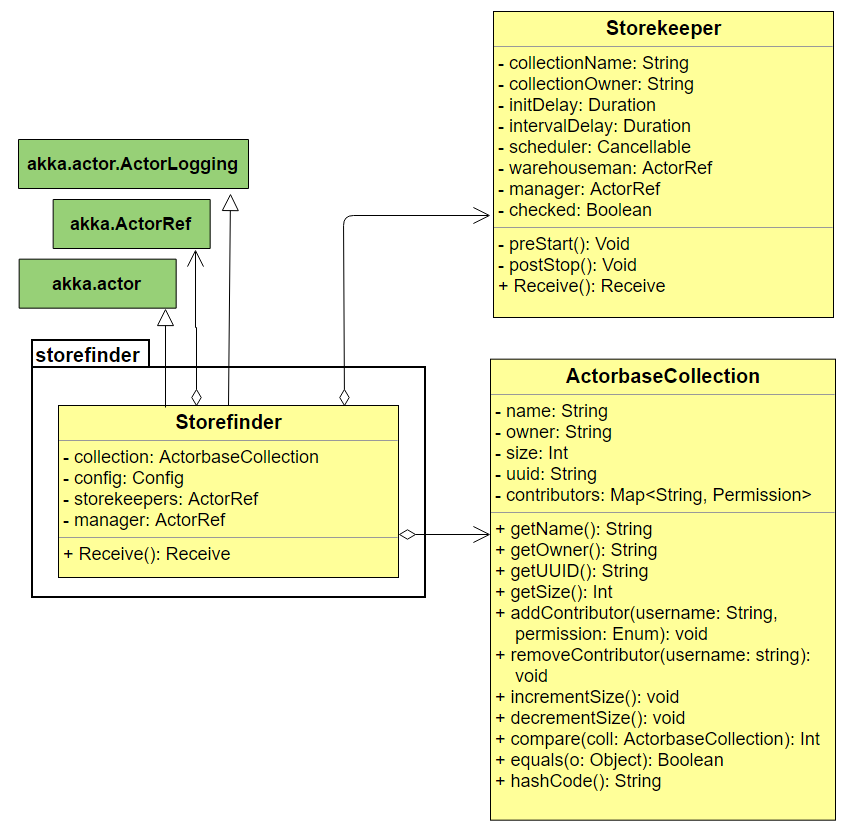 akka.actor.ActorLogging
akka.ActorRef
akka.actor
storefinder
Storefinder
- collection: ActorbaseCollection
- config: Config
- storekeepers: ActorRef
- manager: ActorRef
+ Receive(): Receive
Storekeeper
- collectionName: String
- collectionOwner: String
- initDelay: Duration
- intervalDelay: Duration
- scheduler: Cancellable
- warehouseman: ActorRef
- manager: ActorRef
- checked: Boolean
- preStart(): Void
- postStop(): Void
+ Receive(): Receive
ActorbaseCollection
- name: String
- owner: String
- size: Int
- uuid: String
- contributors: Map<String, Permission>
+ getName(): String
+ getOwner(): String
+ getUUID(): String
+ getSize(): Int
+ addContributor(username: String,
permission: Enum): void
+ removeContributor(username: string):
void
+ incrementSize(): void
+ decrementSize(): void
+ compare(coll: ActorbaseCollection): Int
+ equals(o: Object): Boolean
+ hashCode(): String